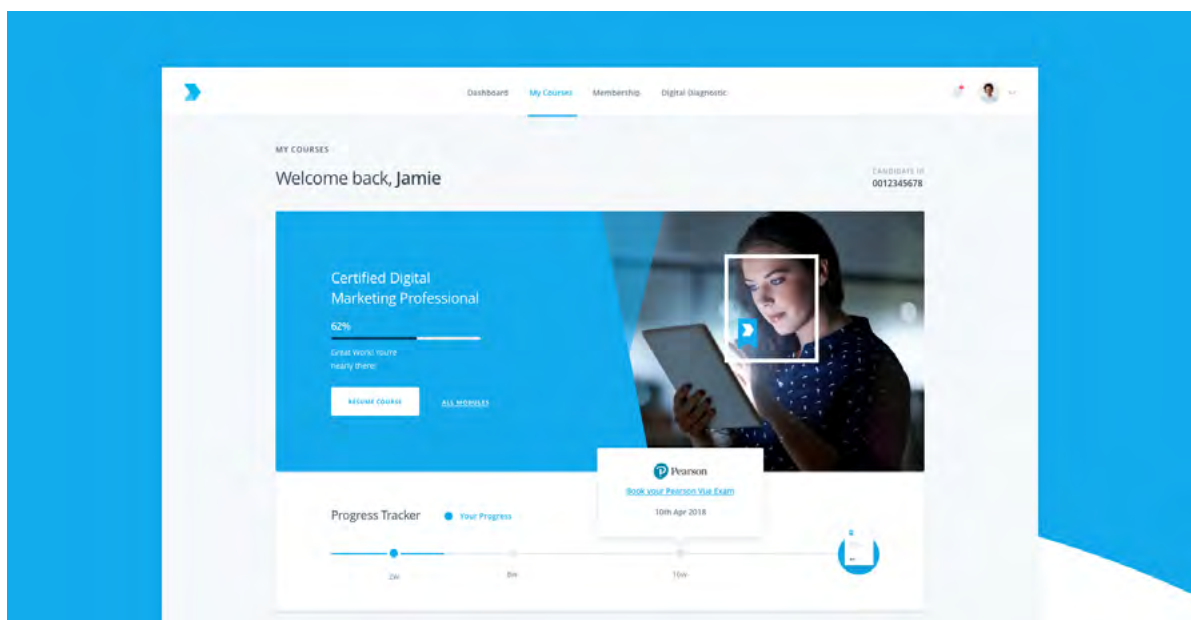 Dashboard My Courses Membership Digital Diagnostic
MY COURSES
Welcome back, Jamie
CANDIDATE ID
0012345678
Certified Digital
Marketing Professional
62%
Great Work! You're
nearly there!
RESUME COURSE ALL MODULES
Pearson
Book your Pearson Vue Exam
10th Apr 2018
Progress Tracker Your Progress
2w 8w 16w